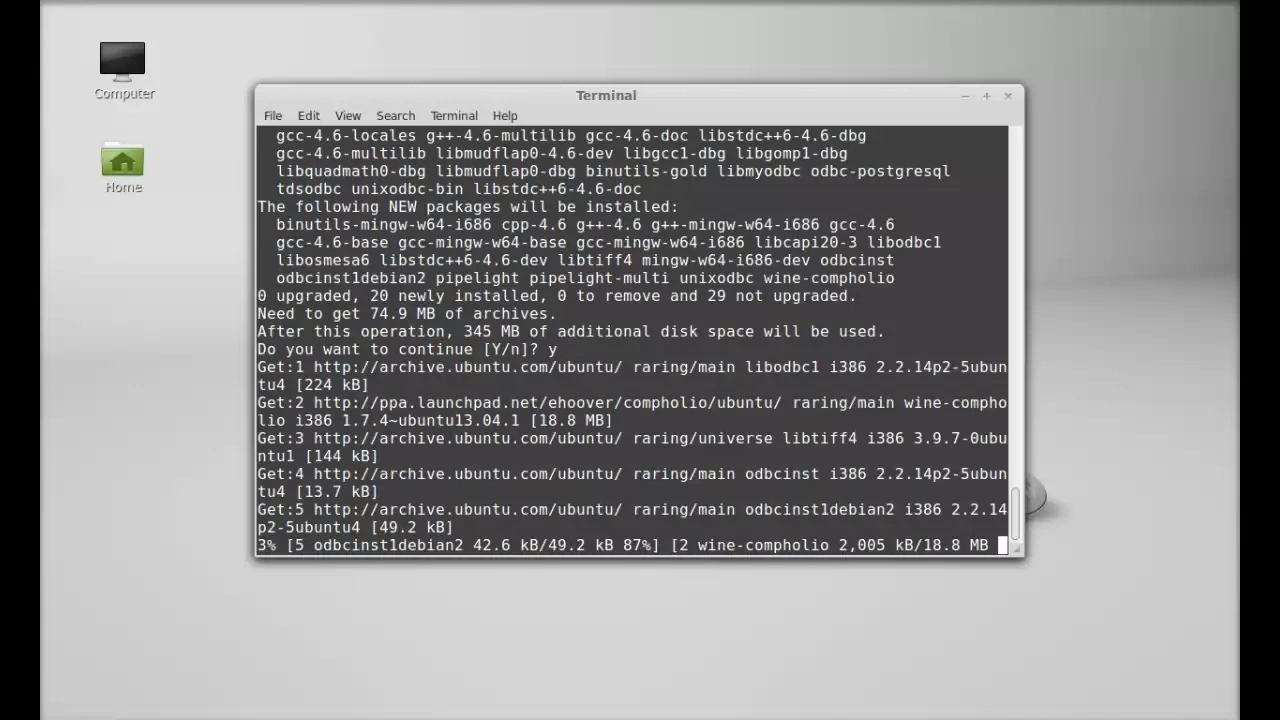 Computer
Home
Terminal
File Edit View Search Terminal Help
gcc-4.6-locales g++-4.6-multilib gcc-4.6-doc libstdc++6-4.6-dbg
gcc-4.6-multilib libmudflap0-4.6-dev libgcc1-dbg libgomp1-dbg
libquadmath0-dbg libmudflap0-dbg binutils-gold libmyodbc odbc-postgresql
tdsodbc unixodbc-bin libstdc++6-4.6-doc
The following NEW packages will be installed:
binutils-mingw-w64-i686 cpp-4.6 g++-4.6 g++-mingw-w64-i686 gcc-4.6
gcc-4.6-base gcc-mingw-w64-base gcc-mingw-w64-i686 libcapi20-3 libodbc1
libosmesa6 libstdc++6-4.6-dev libtiff4 mingw-w64-i686-dev odbcinst
odbcinst1debian2 pipelight pipelight-multi unixodbc wine-compholio
0 upgraded, 20 newly installed, 0 to remove and 29 not upgraded.
Need to get 74.9 MB of archives.
After this operation, 345 MB of additional disk space will be used.
Do you want to continue [Y/n]? y
Get:1 http://archive.ubuntu.com/ubuntu/ raring/main libodbc1 i386 2.2.14p2-5ubun
tu4 [224 kB]
Get:2 http://ppa.launchpad.net/ehoover/compholio/ubuntu/ raring/main wine-compho
lio i386 1.7.4~ubuntu13.04.1 [18.8 MB]
Get:3 http://archive.ubuntu.com/ubuntu/ raring/universe libtiff4 i386 3.9.7-0ubu
ntu1 [144 kB]
Get:4 http://archive.ubuntu.com/ubuntu/ raring/main odbcinst i386 2.2.14p2-5ubun
tu4 [13.7 kB]
Get:5 http://archive.ubuntu.com/ubuntu/ raring/main odbcinst1debian2 i386 2.2.14
p2-5ubuntu4 [49.2 kB]
3% [5 odbcinst1debian2 42.6 kB/49.2 kB 87%] [2 wine-compholio 2,005 kB/18.8 MB